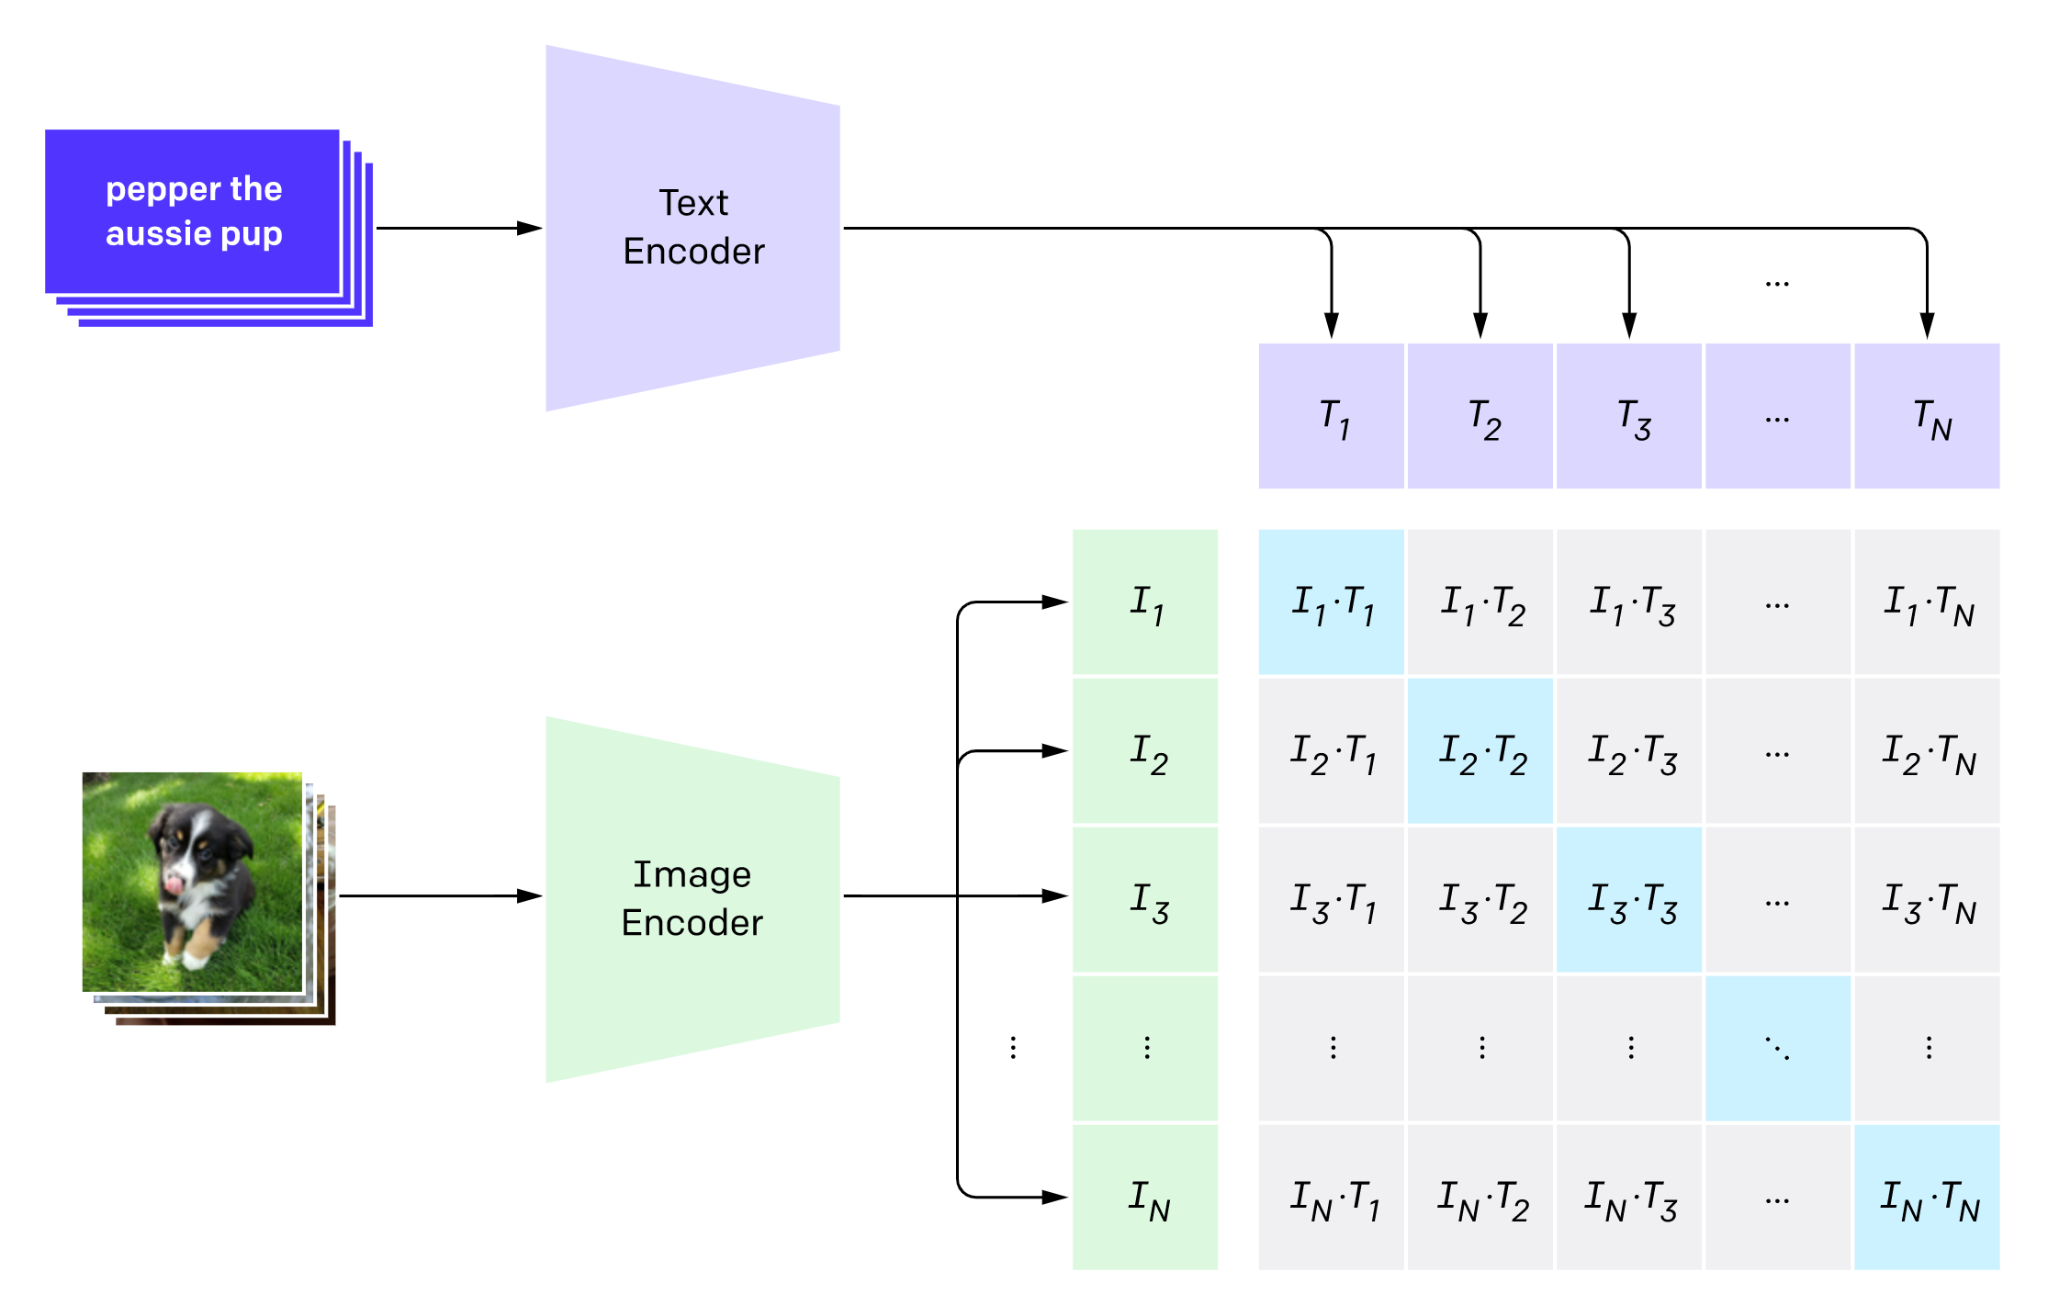 pepper the
aussie pup
Text
Encoder
...
T1 T2 T3 ... TN
I1 I1·T1 I1·T2 I1·T3 ... I1·TN
I2 I2·T1 I2·T2 I2·T3 ... I2·TN
Image
Encoder
I3 I3·T1 I3·T2 I3·T3 ... I3·TN
⋮ ⋮ ⋮ ⋮ ⋮ ⋱ ⋮
IN IN·T1 IN·T2 IN·T3 ... IN·TN